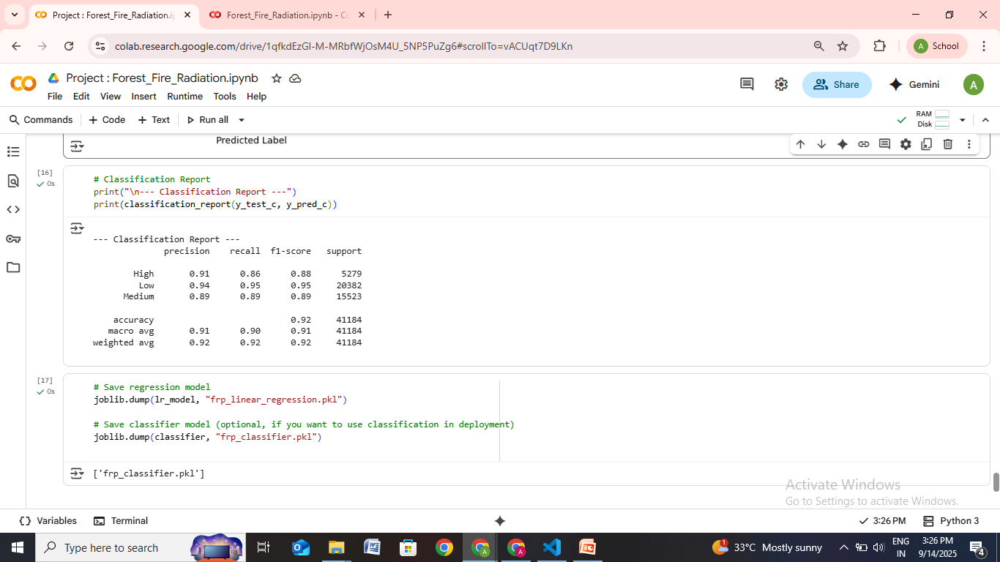 Project : Forest_Fire_Radiation.i
Forest_Fire_Radiation.ipynb - Co
colab.research.google.com/drive/1qfkdEzGI-M-MRbfWjOsM4U_5NP5PuZg6#scrollTo=vACUqt7D9LKn
A School
Project : Forest_Fire_Radiation.ipynb
File Edit View Insert Runtime Tools Help
Share
Gemini
A
Commands + Code + Text Run all
RAM
Disk
Predicted Label
[16]
0s
# Classification Report
print("\n--- Classification Report ---")
print(classification_report(y_test_c, y_pred_c))
--- Classification Report ---
precision recall f1-score support
High 0.91 0.86 0.88 5279
Low 0.94 0.95 0.95 20382
Medium 0.89 0.89 0.89 15523
accuracy 0.92 41184
macro avg 0.91 0.90 0.91 41184
weighted avg 0.92 0.92 0.92 41184
[17]
0s
# Save regression model
joblib.dump(lr_model, "frp_linear_regression.pkl")
# Save classifier model (optional, if you want to use classification in deployment)
joblib.dump(classifier, "frp_classifier.pkl")
['frp_classifier.pkl']
Activate Windows
Go to Settings to activate Windows.
{} Variables Terminal
3:26 PM Python 3
Type here to search
33°C Mostly sunny
ENG
IN
3:26 PM
9/14/2025
4